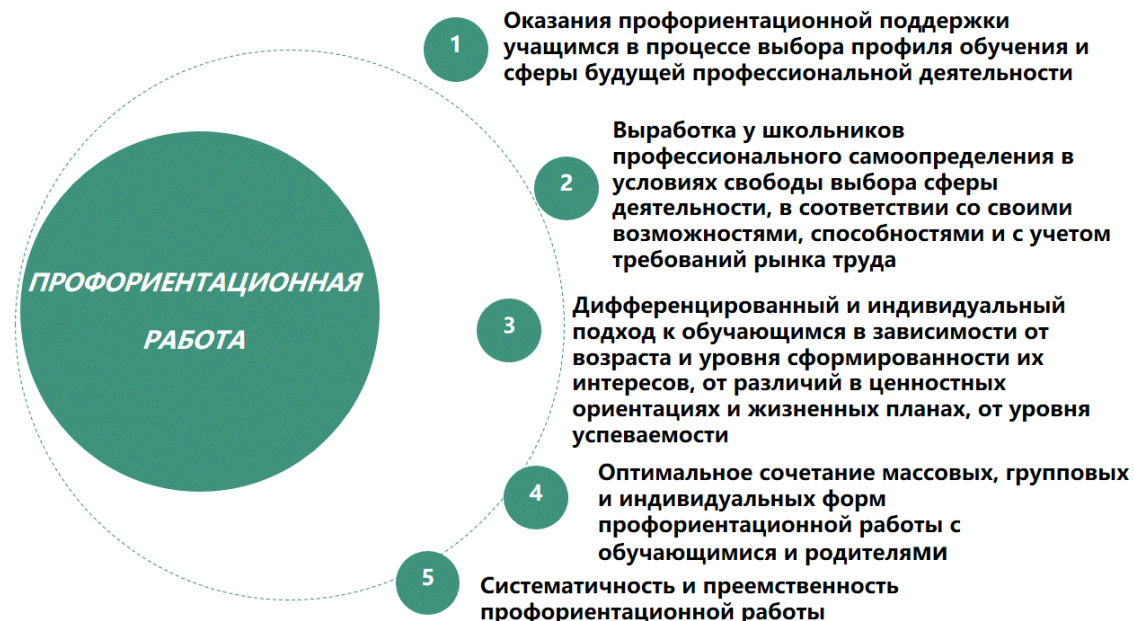 1
Оказания профориентационной поддержки
учащимся в процессе выбора профиля обучения и
сферы будущей профессиональной деятельности
2
Выработка у школьников
профессионального самоопределения в
условиях свободы выбора сферы
деятельности, в соответствии со своими
возможностями, способностями и с учетом
требований рынка труда
ПРОФОРИЕНТАЦИОННАЯ
РАБОТА
3
Дифференцированный и индивидуальный
подход к обучающимся в зависимости от
возраста и уровня сформированности их
интересов, от различий в ценностных
ориентациях и жизненных планах, от уровня
успеваемости
4
Оптимальное сочетание массовых, групповых
и индивидуальных форм
профориентационной работы с
обучающимися и родителями
5
Систематичность и преемственность
профориентационной работы